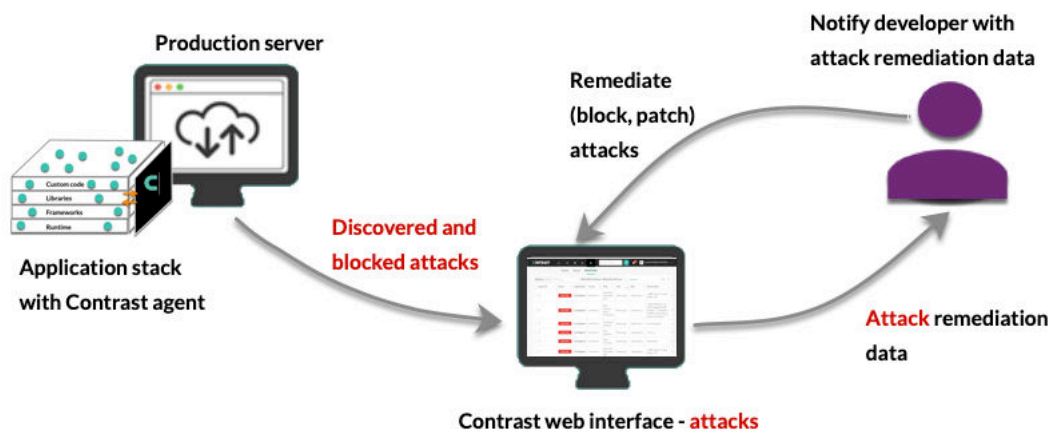 Production server
Custom code
Libraries
Frameworks
Runtime
Application stack
with Contrast agent
Discovered and
blocked attacks
Remediate
(block, patch)
attacks
Notify developer with
attack remediation data
Attack remediation
data
Contrast web interface - attacks